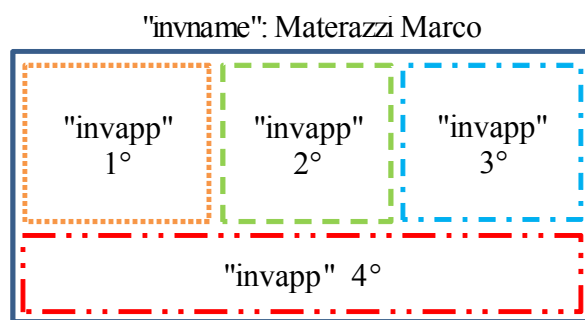 "invname": Materazzi Marco
"invapp" "invapp" "invapp"
1° 2° 3°
"invapp" 4°